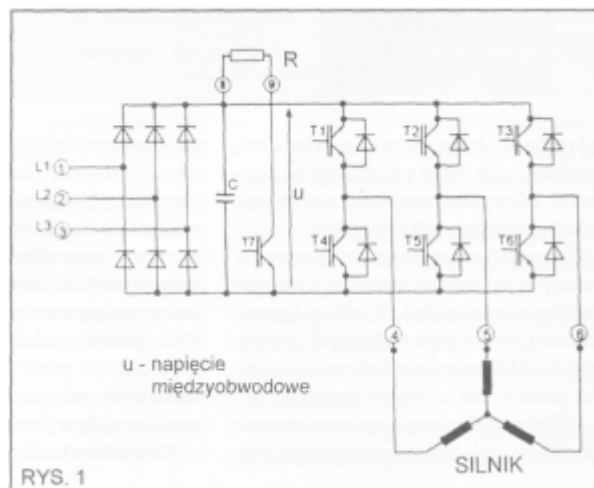 R
8
9
T1
T2
T3
L1 1
L2 2
L3 3
C
u
T7
T4
T5
T6
u - napięcie
międzyobwodowe
4
5
6
SILNIK
RYS. 1